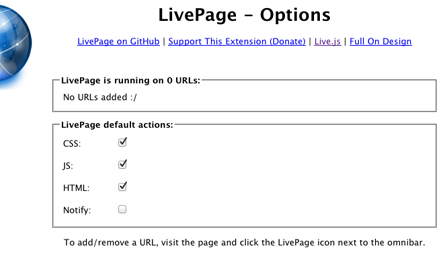 LivePage – Options
LivePage on GitHub | Support This Extension (Donate) | Live.js | Full On Design
LivePage is running on 0 URLs:
No URLs added :/
LivePage default actions:
CSS:
JS:
HTML:
Notify:
To add/remove a URL, visit the page and click the LivePage icon next to the omnibar.